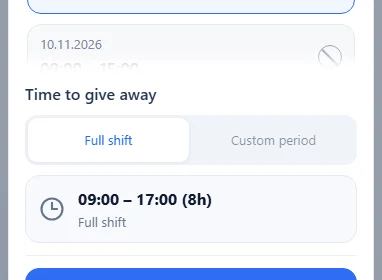 10.11.2026
Time to give away
Full shift
Custom period
09:00 – 17:00 (8h)
Full shift